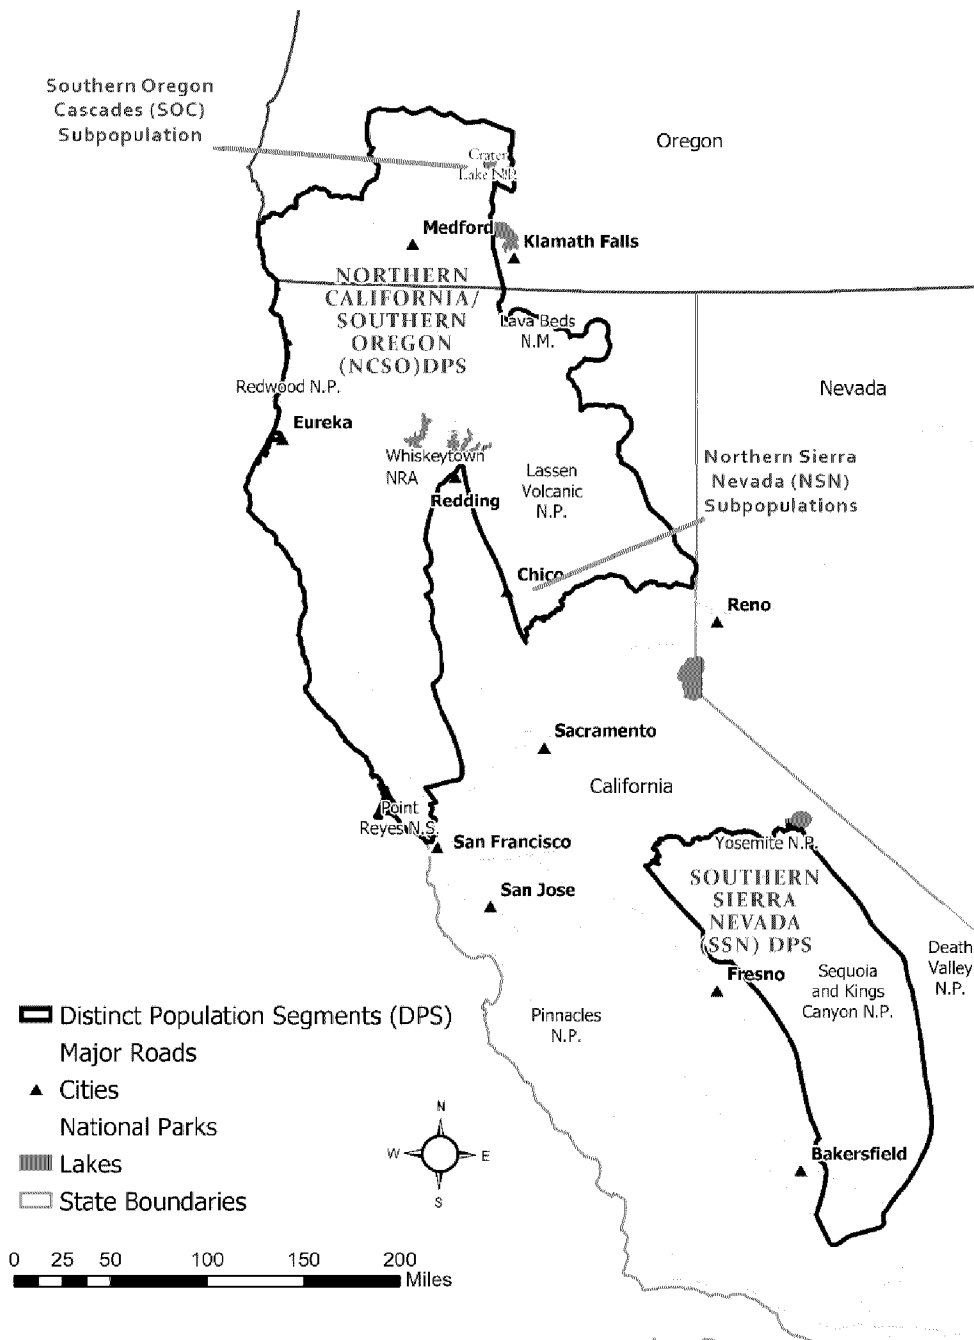 Southern Oregon
Cascades (SOC)
Subpopulation
Oregon
Crater
Lake N.P.
Medford
Klamath Falls
NORTHERN
CALIFORNIA/
SOUTHERN
OREGON
(NCSO)DPS
Lava Beds
N.M.
Redwood N.P.
Nevada
Eureka
Whiskeytown
NRA
Redding
Lassen
Volcanic
N.P.
Northern Sierra
Nevada (NSN)
Subpopulations
Chico
Reno
Sacramento
California
Point
Reyes N.S.
San Francisco
Yosemite N.P.
San Jose
SOUTHERN
SIERRA
NEVADA
(SSN) DPS
Fresno
Sequoia
and Kings
Canyon N.P.
Death
Valley
N.P.
Pinnacles
N.P.
Bakersfield
Distinct Population Segments (DPS)
Major Roads
Cities
National Parks
Lakes
State Boundaries
N
W
E
S
0 25 50 100 150 200
Miles